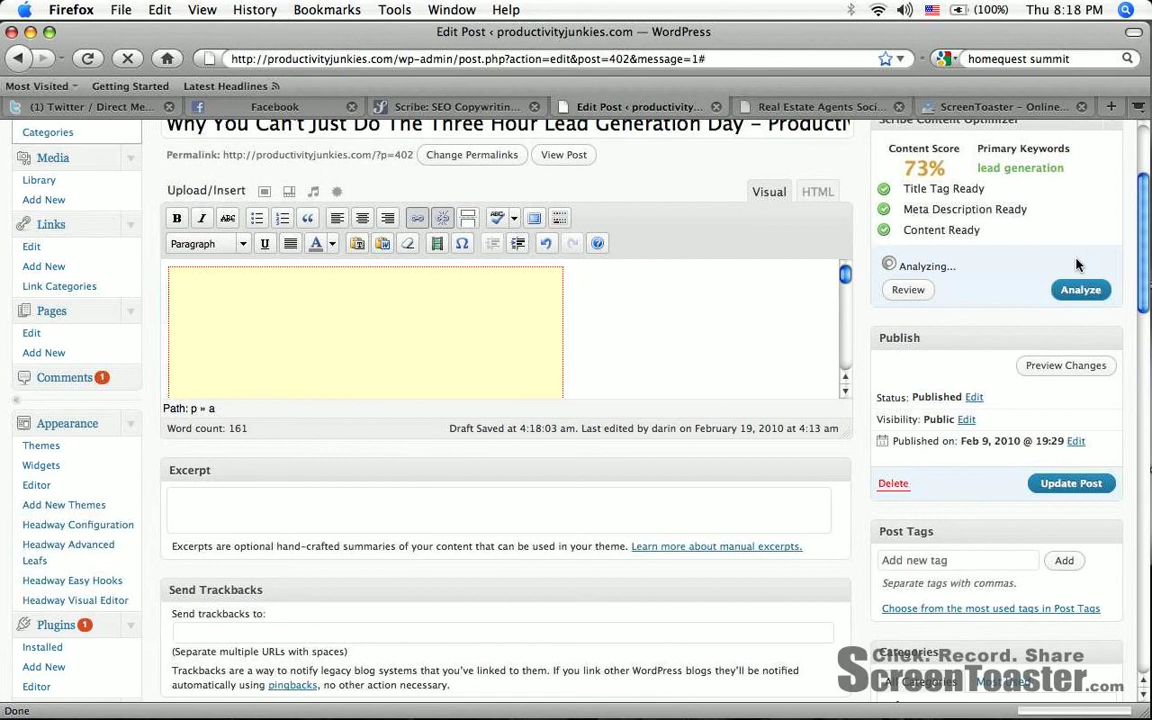 Firefox File Edit View History Bookmarks Tools Window Help (100%) Thu 8:18 PM
Edit Post ‹ productivityjunkies.com — WordPress
http://productivityjunkies.com/wp-admin/post.php?action=edit&post=402&message=1# homequest summit
Most Visited Getting Started Latest Headlines
(1) Twitter / Direct Me... Facebook Scribe: SEO Copywritin... Edit Post ‹ productivity... Real Estate Agents Soci... ScreenToaster – Online...
Categories
Media
Library
Add New
Links
Edit
Add New
Link Categories
Pages
Edit
Add New
Comments 1
Appearance
Themes
Widgets
Editor
Add New Themes
Headway Configuration
Headway Advanced
Leafs
Headway Easy Hooks
Headway Visual Editor
Plugins 1
Installed
Add New
Editor
Why You Can't Just Do The Three Hour Lead Generation Day – Producti
Permalink: http://productivityjunkies.com/?p=402 Change Permalinks View Post
Upload/Insert Visual HTML
B I ABC
Paragraph U A
Path: p » a
Word count: 161 Draft Saved at 4:18:03 am. Last edited by darin on February 19, 2010 at 4:13 am
Excerpt
Excerpts are optional hand-crafted summaries of your content that can be used in your theme. Learn more about manual excerpts.
Send Trackbacks
Send trackbacks to:
(Separate multiple URLs with spaces)
Trackbacks are a way to notify legacy blog systems that you've linked to them. If you link other WordPress blogs they'll be notified
automatically using pingbacks, no other action necessary.
Scribe Content Optimizer
Content Score Primary Keywords
73% lead generation
Title Tag Ready
Meta Description Ready
Content Ready
Analyzing...
Review Analyze
Publish
Preview Changes
Status: Published Edit
Visibility: Public Edit
Published on: Feb 9, 2010 @ 19:29 Edit
Delete Update Post
Post Tags
Add new tag Add
Separate tags with commas.
Choose from the most used tags in Post Tags
Categories
All Categories Most Used
Click. Record. Share
ScreenToaster.com
Done